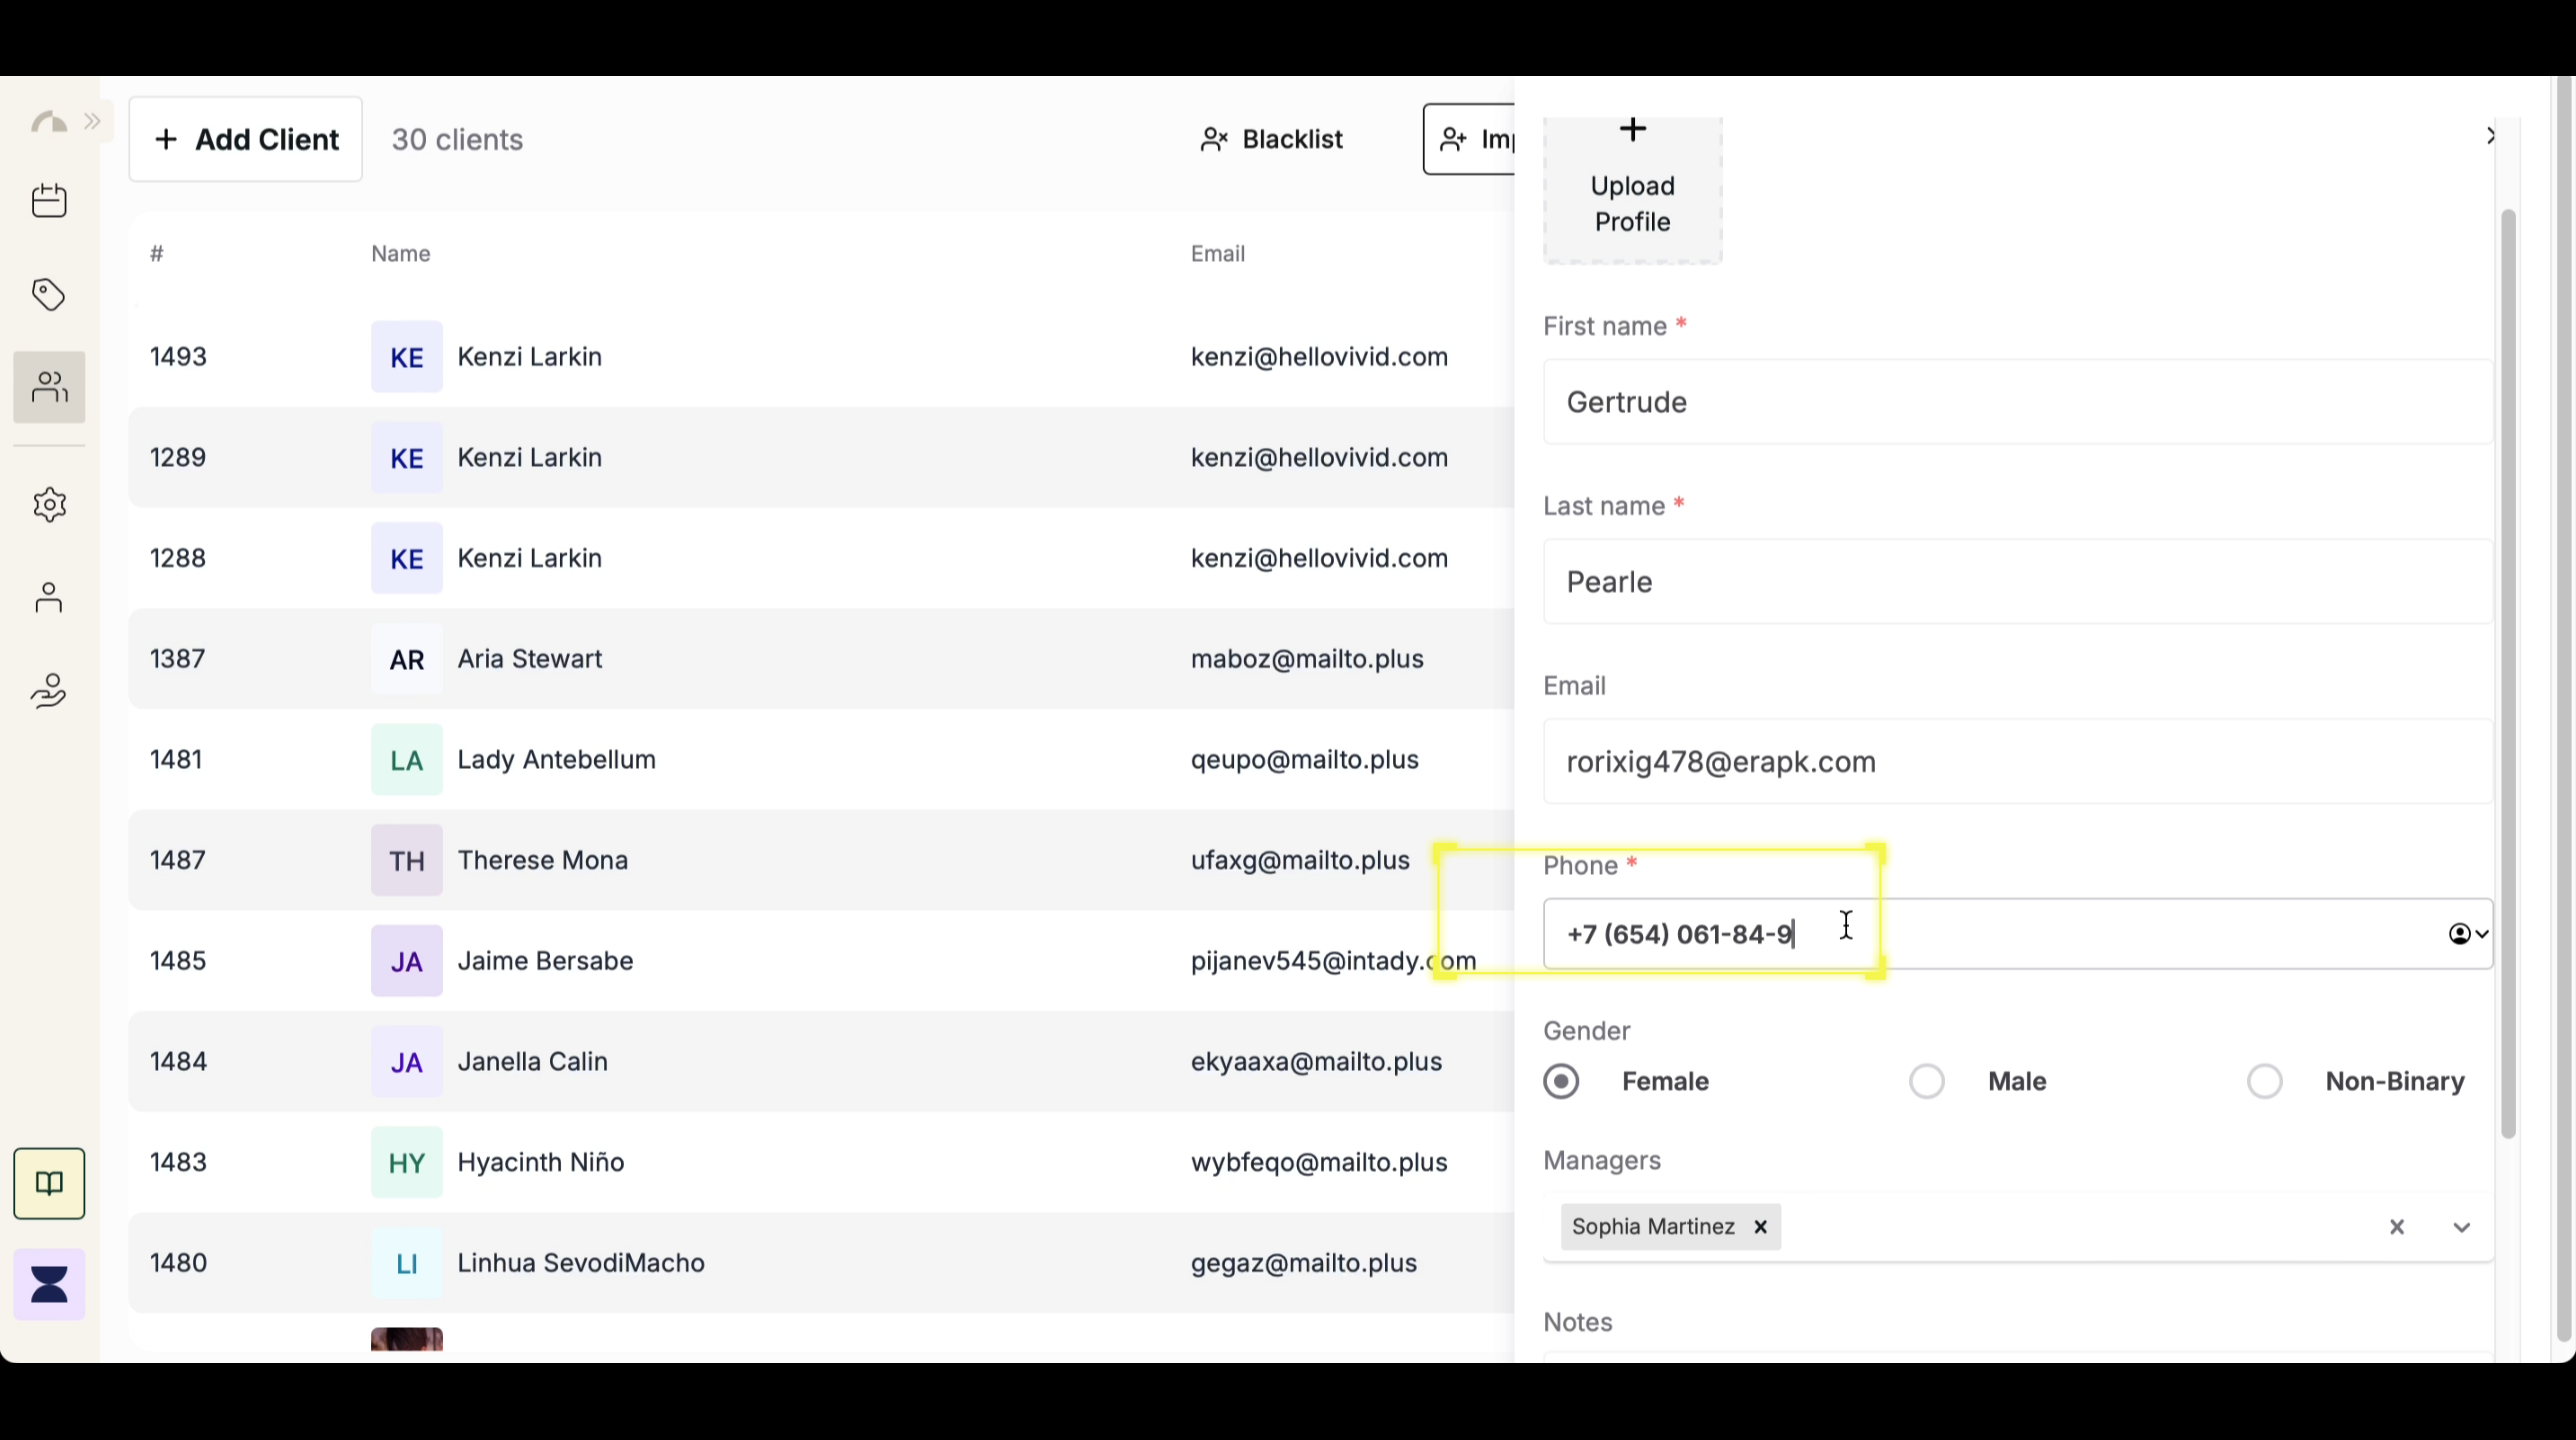 + Add Client
30 clients
Blacklist
Imp
# Name Email
1493 KE Kenzi Larkin kenzi@hellovivid.com
1289 KE Kenzi Larkin kenzi@hellovivid.com
1288 KE Kenzi Larkin kenzi@hellovivid.com
1387 AR Aria Stewart maboz@mailto.plus
1481 LA Lady Antebellum qeupo@mailto.plus
1487 TH Therese Mona ufaxg@mailto.plus
1485 JA Jaime Bersabe pijanev545@intady.com
1484 JA Janella Calin ekyaaxa@mailto.plus
1483 HY Hyacinth Niño wybfeqo@mailto.plus
1480 LI Linhua SevodiMacho gegaz@mailto.plus
+
Upload
Profile
First name *
Gertrude
Last name *
Pearle
Email
rorixig478@erapk.com
Phone *
+7 (654) 061-84-9
Gender
Female Male Non-Binary
Managers
Sophia Martinez ×
Notes